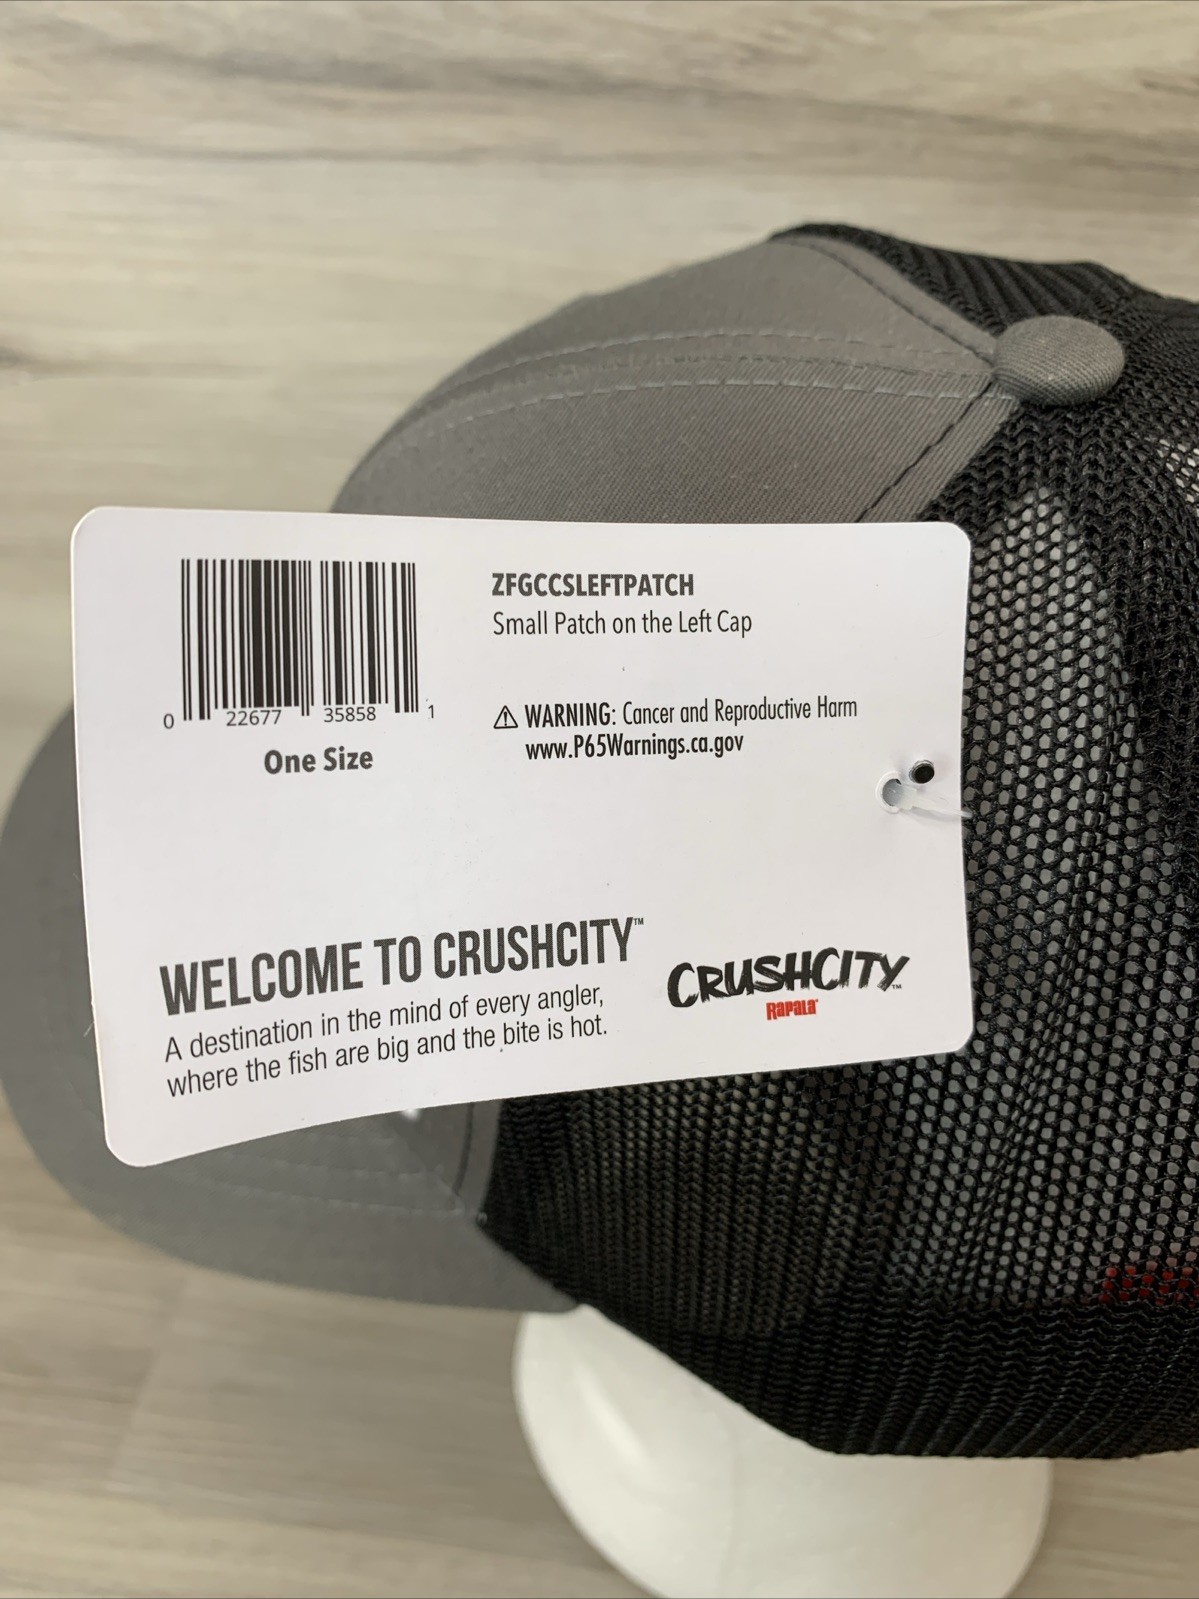 0 22677 35858 1
One Size
ZFGCCSLEFTPATCH
Small Patch on the Left Cap
⚠ WARNING: Cancer and Reproductive Harm
www.P65Warnings.ca.gov
WELCOME TO CRUSHCITY™
A destination in the mind of every angler,
where the fish are big and the bite is hot.
CRUSHCITY™
Rapala®